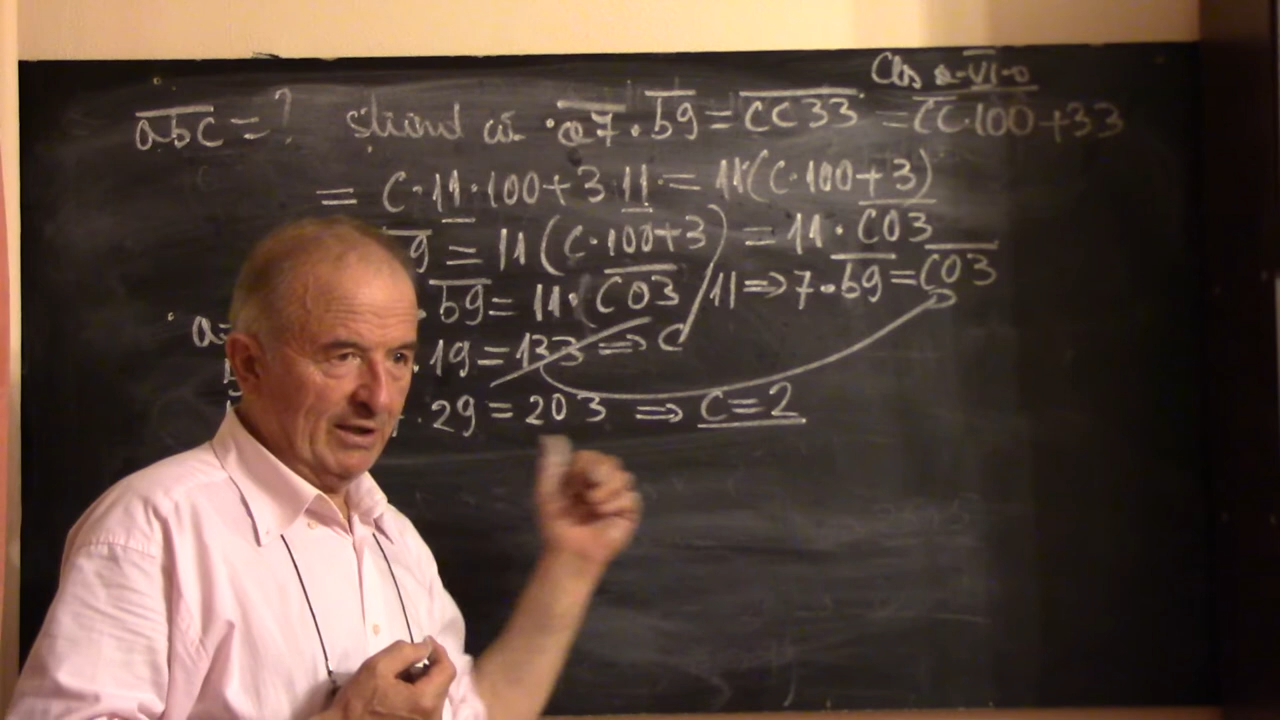 Cls a-VI-a
abc = ? știind că a7 · b9 = CC33 = CC·100+33
= C·11·100+3·11 = 11(C·100+3)
9 = 11(C·100+3) = 11·C03
· b9 = 11·C03 |:11 ⇒ 7·b9 = C03
a= · 19 = 133 ⇒ C
· 29 = 203 ⇒ C=2